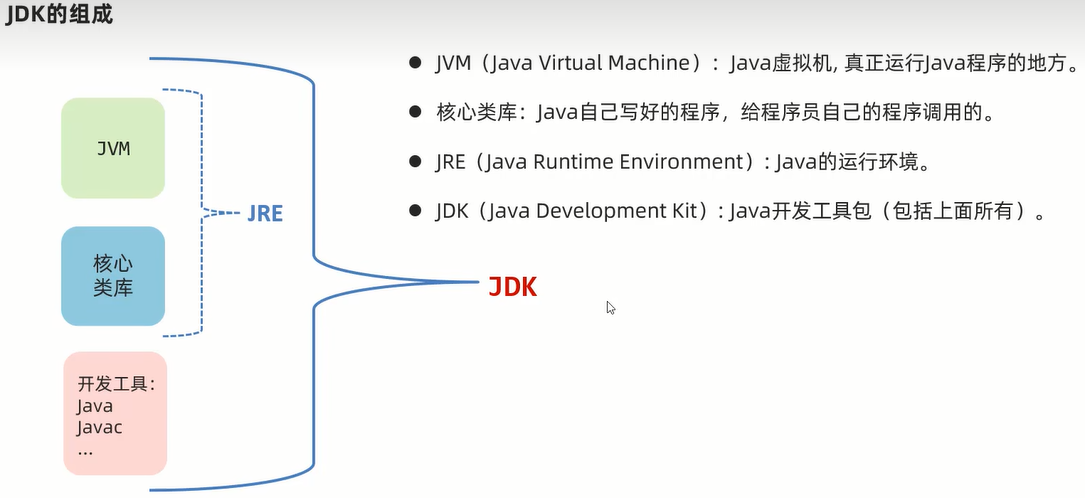 JDK的组成
JVM
核心
类库
JRE
开发工具：
Java
Javac
...
JDK
● JVM（Java Virtual Machine）：Java虚拟机, 真正运行Java程序的地方。
● 核心类库：Java自己写好的程序，给程序员自己的程序调用的。
● JRE（Java Runtime Environment）: Java的运行环境。
● JDK（Java Development Kit）: Java开发工具包（包括上面所有）。